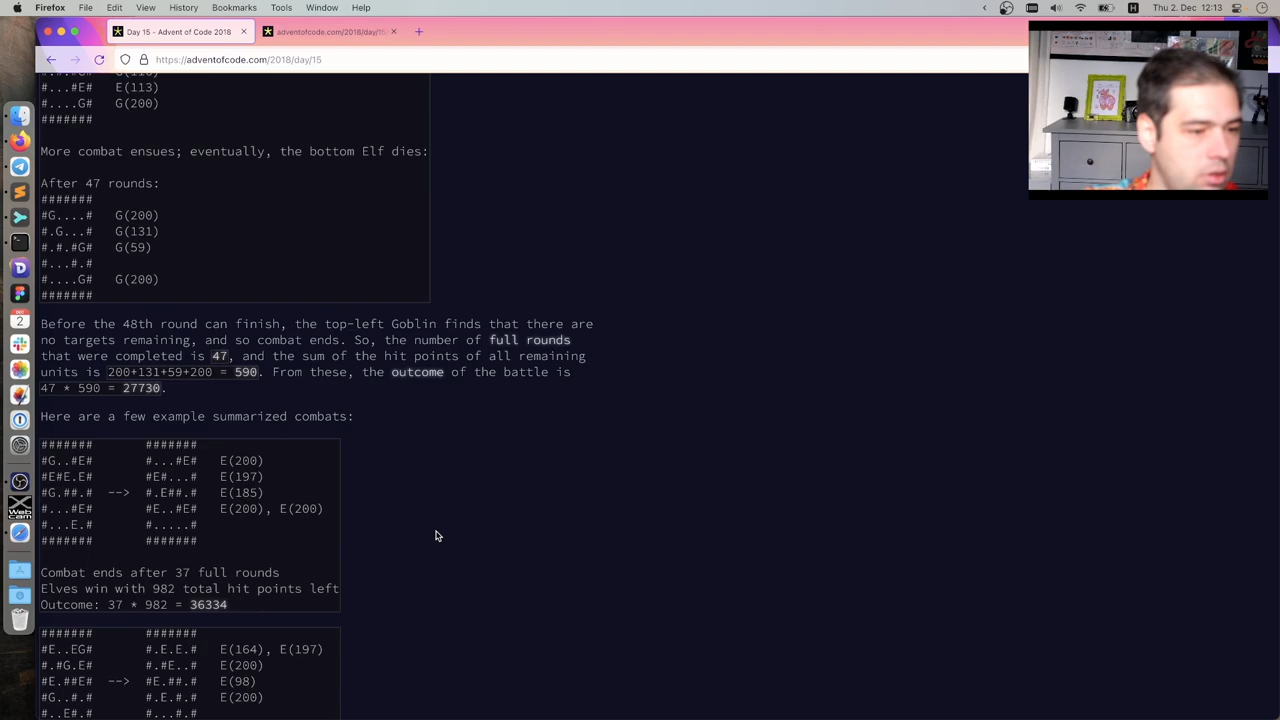 Firefox File Edit View History Bookmarks Tools Window Help
Thu 2. Dec 12:13
Day 15 - Advent of Code 2018
adventofcode.com/2018/day/15/
https://adventofcode.com/2018/day/15
#.#.#G# G(116)
#...#E# E(113)
#....G# G(200)
#######
More combat ensues; eventually, the bottom Elf dies:
After 47 rounds:
#######
#G....# G(200)
#.G...# G(131)
#.#.#G# G(59)
#...#.#
#....G# G(200)
#######
Before the 48th round can finish, the top-left Goblin finds that there are
no targets remaining, and so combat ends. So, the number of full rounds
that were completed is 47, and the sum of the hit points of all remaining
units is 200+131+59+200 = 590. From these, the outcome of the battle is
47 * 590 = 27730.
Here are a few example summarized combats:
####### #######
#G..#E# #...#E# E(200)
#E#E.E# #E#...# E(197)
#G.##.# --> #.E##.# E(185)
#...#E# #E..#E# E(200), E(200)
#...E.# #.....#
####### #######
Combat ends after 37 full rounds
Elves win with 982 total hit points left
Outcome: 37 * 982 = 36334
####### #######
#E..EG# #.E.E.# E(164), E(197)
#.#G.E# #.#E..# E(200)
#E.##E# --> #E.##.# E(98)
#G..#.# #.E.#.# E(200)
#..E#.# #...#.#